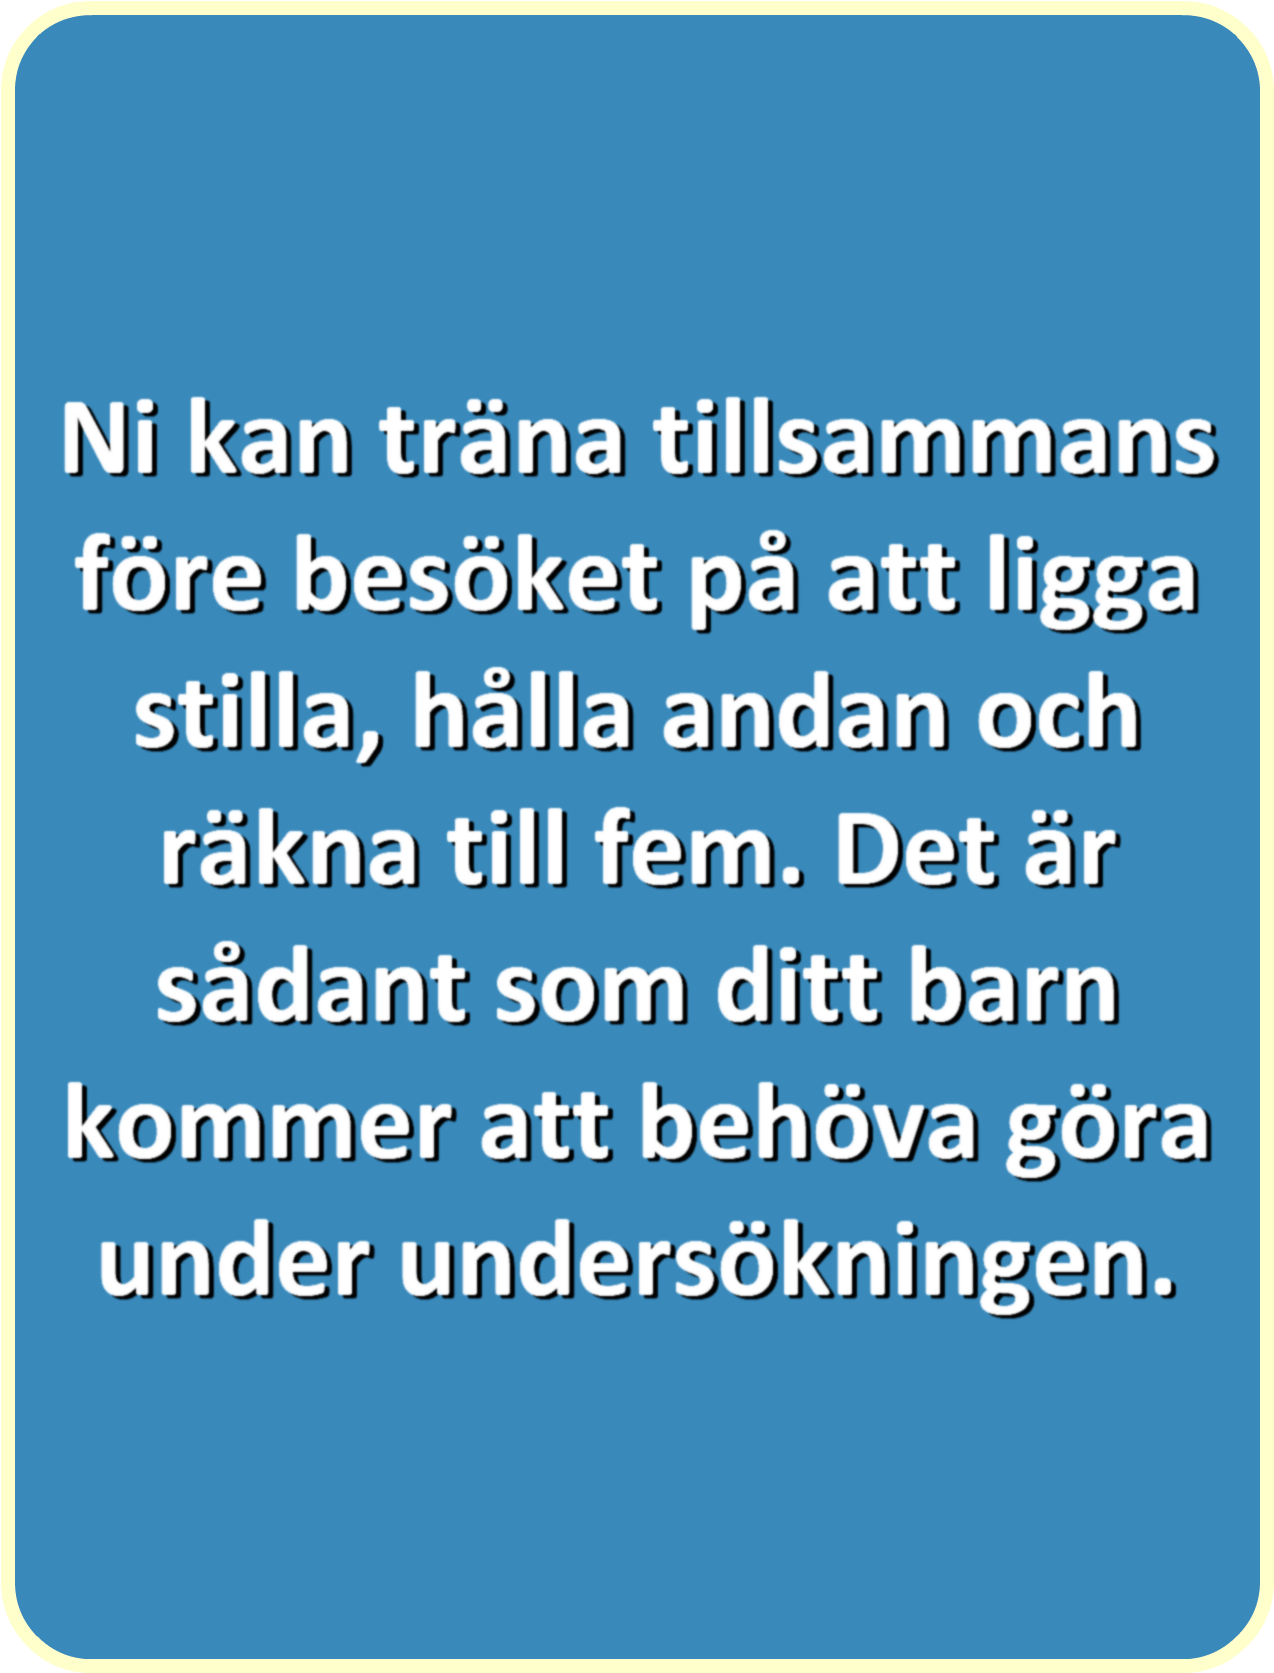 Ni kan träna tillsammans
före besöket på att ligga
stilla, hålla andan och
räkna till fem. Det är
sådant som ditt barn
kommer att behöva göra
under undersökningen.